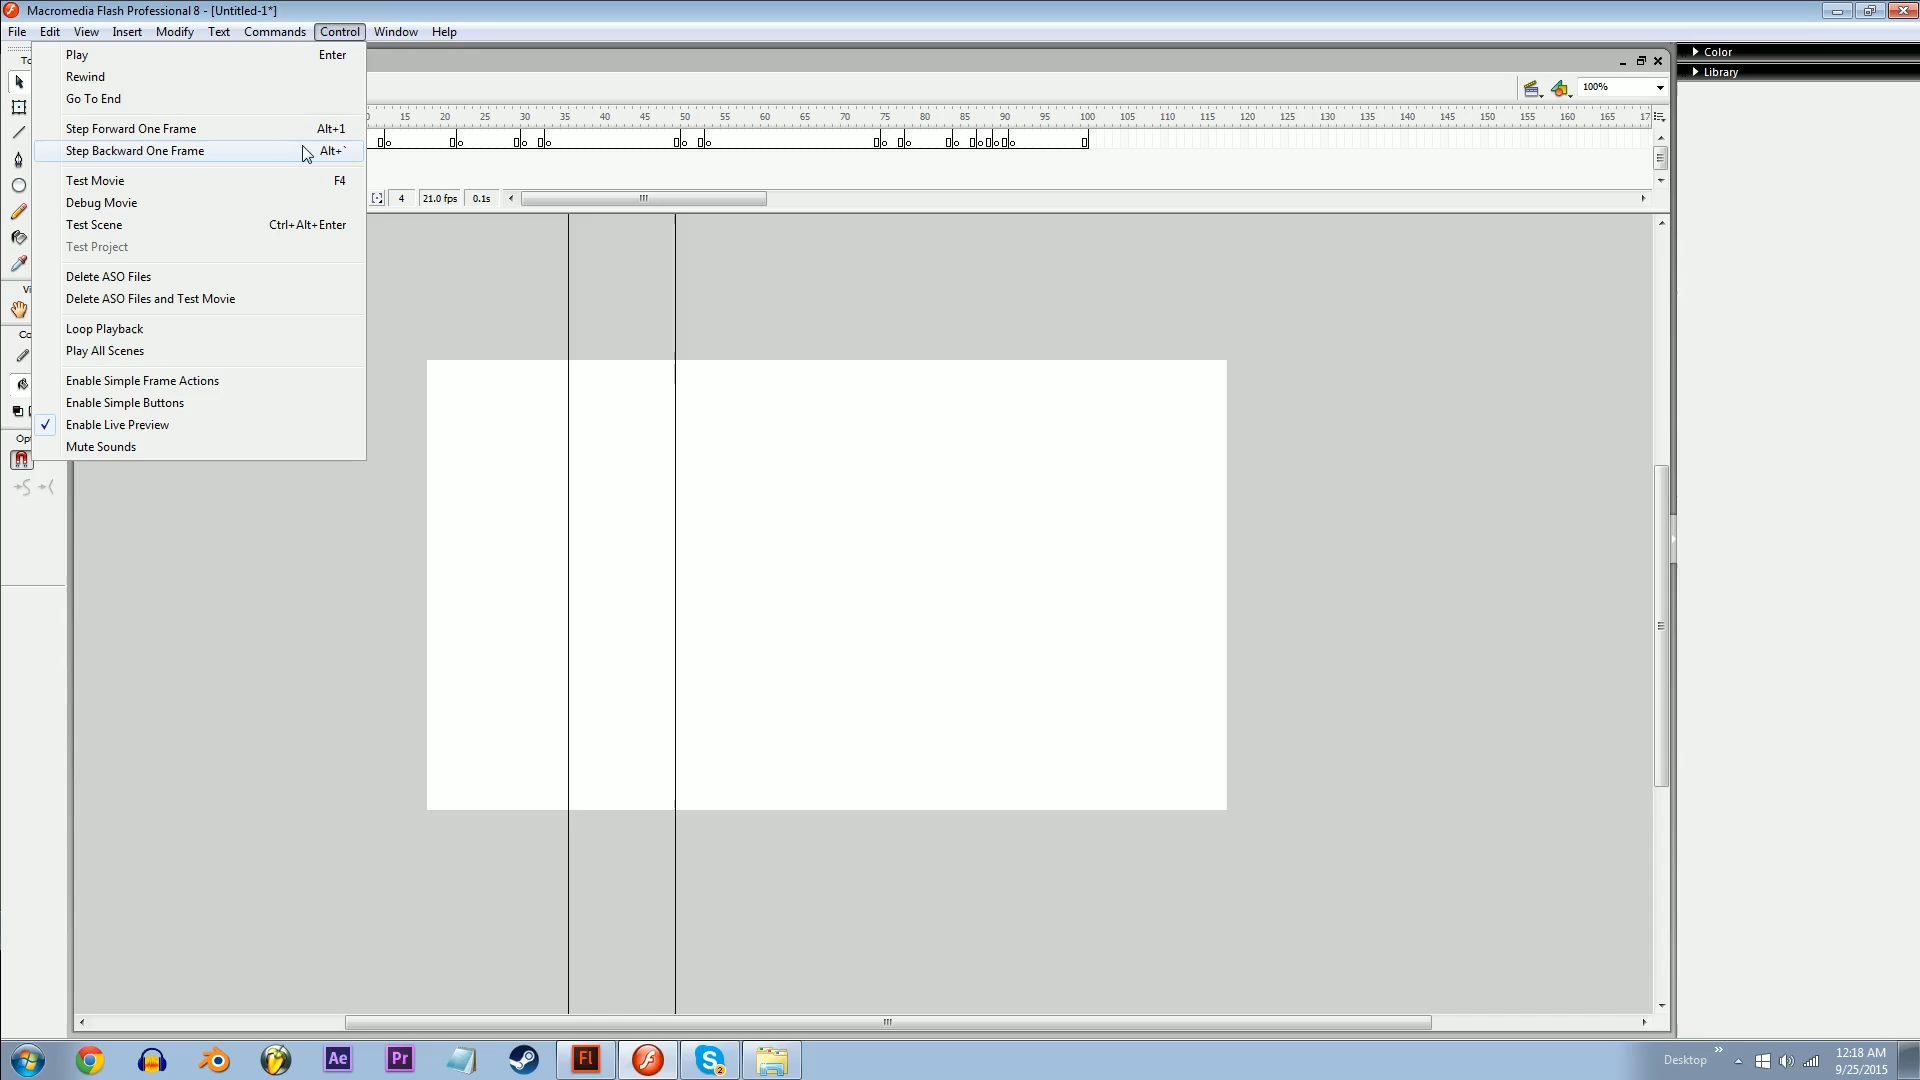 Macromedia Flash Professional 8 - [Untitled-1*]
File Edit View Insert Modify Text Commands Control Window Help
To
Play Enter
Rewind
Go To End
Step Forward One Frame Alt+1
Step Backward One Frame Alt+`
Test Movie F4
Debug Movie
Test Scene Ctrl+Alt+Enter
Test Project
Delete ASO Files
Delete ASO Files and Test Movie
Loop Playback
Play All Scenes
Enable Simple Frame Actions
Enable Simple Buttons
Enable Live Preview
Mute Sounds
Vi
Co
Opt
100%
15 20 25 30 35 40 45 50 55 60 65 70 75 80 85 90 95 100 105 110 115 120 125 130 135 140 145 150 155 160 165 17
4 21.0 fps 0.1s
Color
Library
Ae Pr Fl 2
Desktop
12:18 AM
9/25/2015